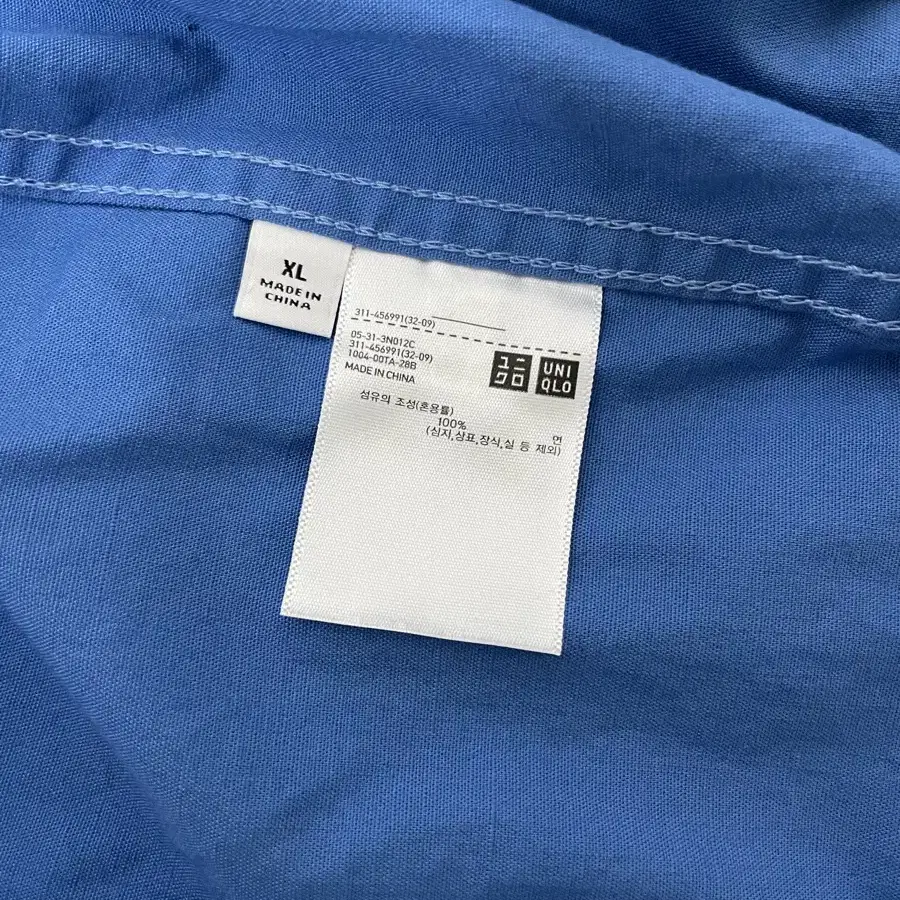 XL
MADE IN
CHINA
311-456991(32-09)
05-31-3N012C
311-456991(32-09)
1004-00TA-28B
MADE IN CHINA
ユニ
クロ
UNI
QLO
섬유의 조성(혼용률)
100% 면
(심지,상표,장식,실 등 제외)